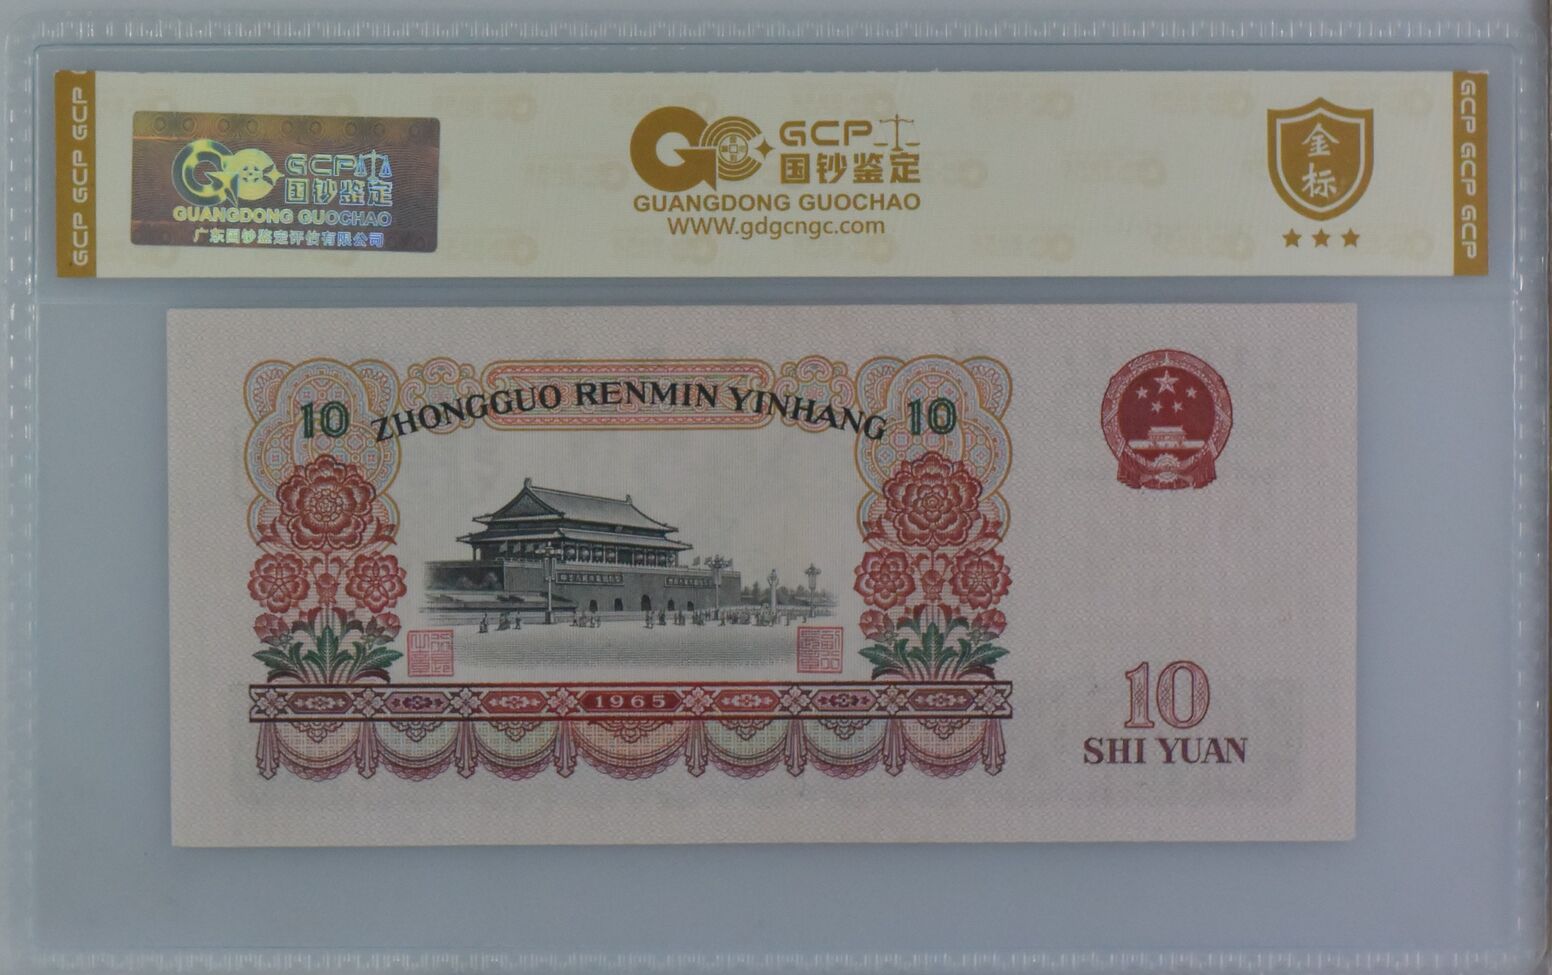 GCP GCP GCP
GCP
国钞鉴定
GUANGDONG GUOCHAO
广东国钞鉴定评估有限公司
GCP
国钞鉴定
GUANGDONG GUOCHAO
WWW.gdgcngc.com
金标
GCP GCP GCP
10 ZHONGGUO RENMIN YINHANG 10
1965
10
SHI YUAN